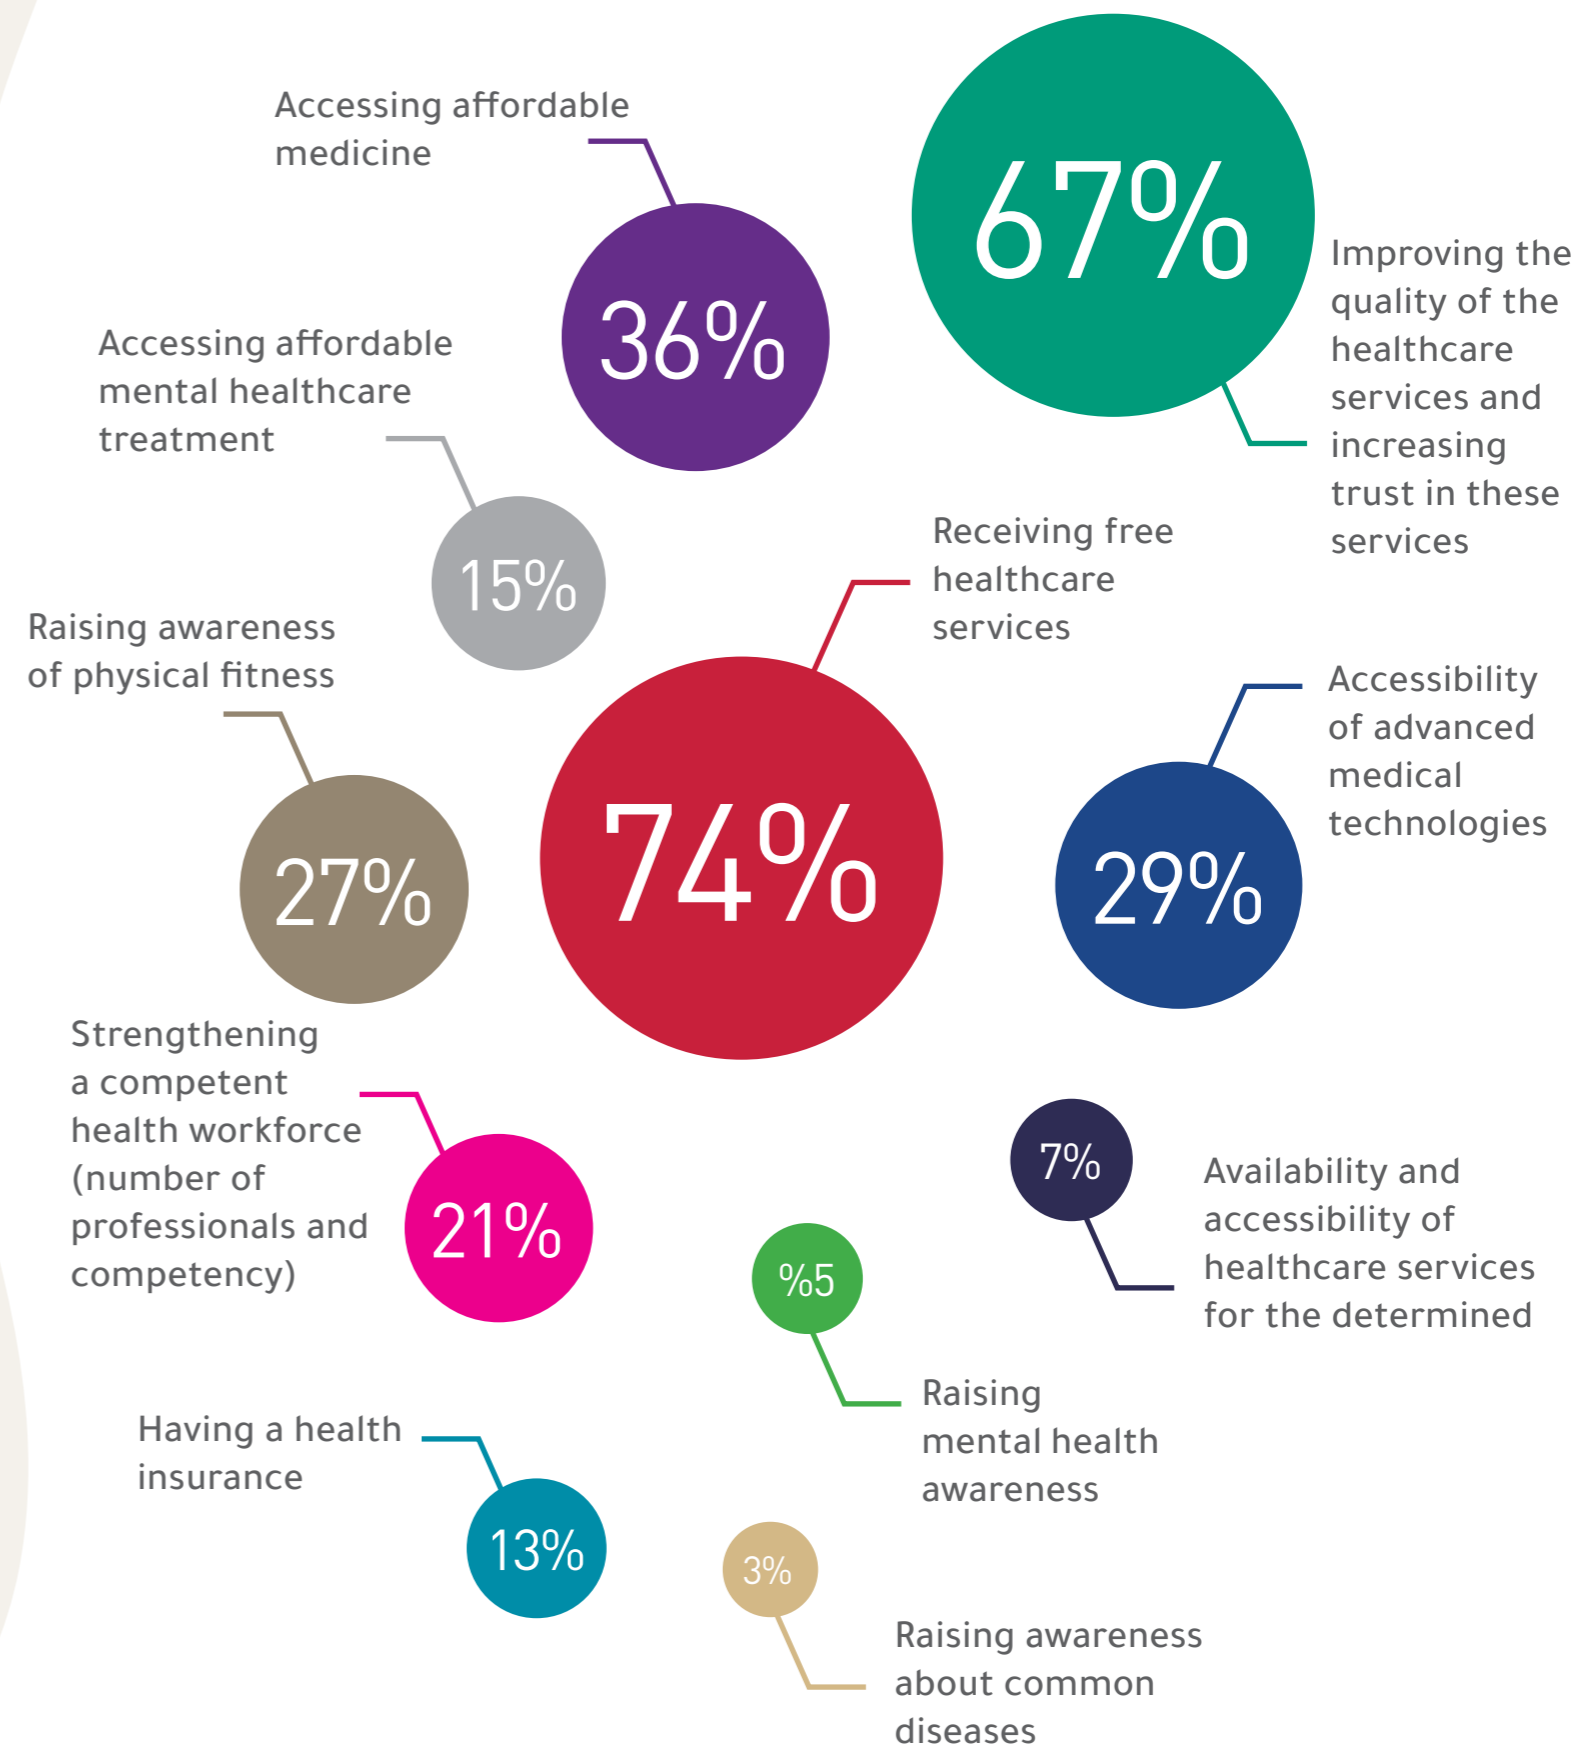 Accessing affordable
medicine
36%
67%
Improving the
quality of the
healthcare
services and
increasing
trust in these
services
Accessing affordable
mental healthcare
treatment
15%
Receiving free
healthcare
services
74%
Raising awareness
of physical fitness
27%
Accessibility
of advanced
medical
technologies
29%
Strengthening
a competent
health workforce
(number of
professionals and
competency)
21%
7%
Availability and
accessibility of
healthcare services
for the determined
%5
Raising
mental health
awareness
Having a health
insurance
13%
3%
Raising awareness
about common
diseases